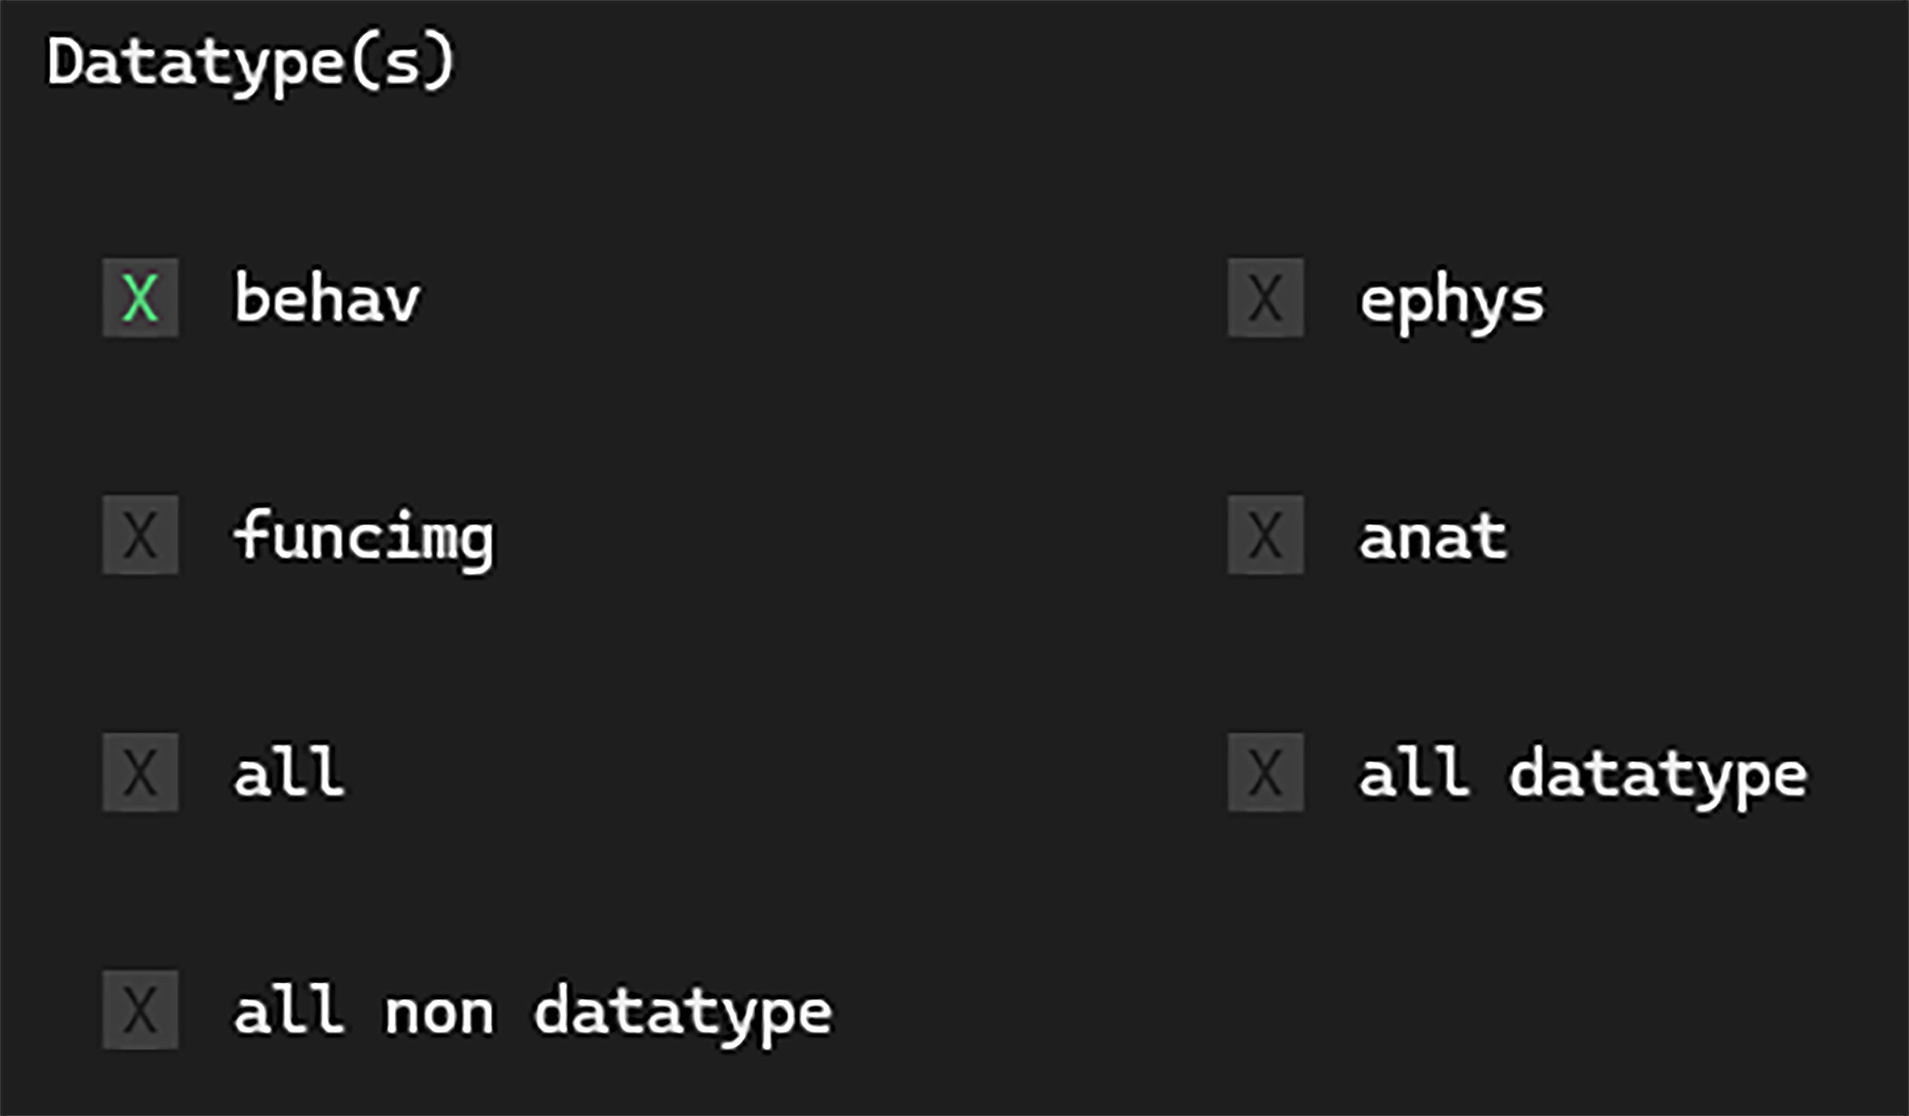 Datatype(s)
X behav X ephys
X funcimg X anat
X all X all datatype
X all non datatype